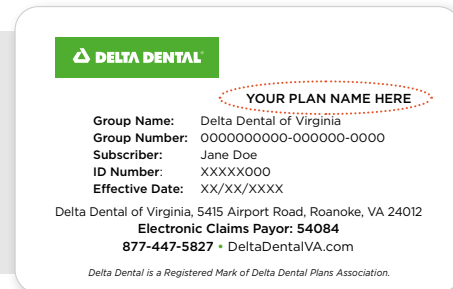 DELTA DENTAL
YOUR PLAN NAME HERE
Group Name: Delta Dental of Virginia
Group Number: 0000000000-000000-0000
Subscriber: Jane Doe
ID Number: XXXXX000
Effective Date: XX/XX/XXXX
Delta Dental of Virginia, 5415 Airport Road, Roanoke, VA 24012
Electronic Claims Payor: 54084
877-447-5827 • DeltaDentalVA.com
Delta Dental is a Registered Mark of Delta Dental Plans Association.